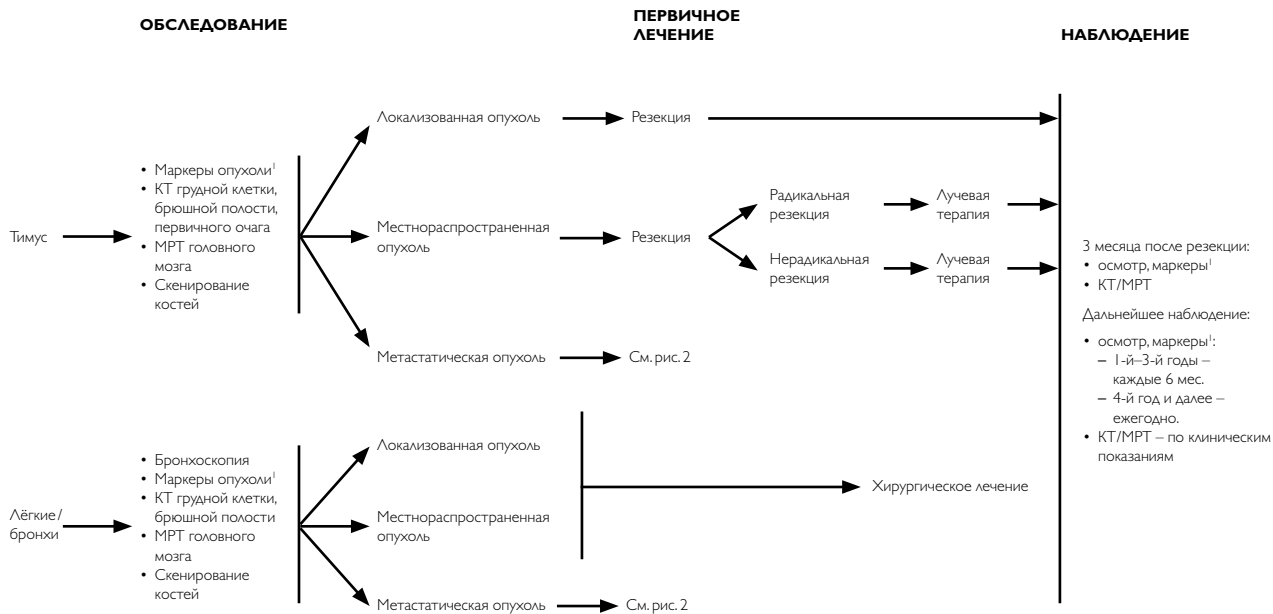 ОБСЛЕДОВАНИЕ
ПЕРВИЧНОЕ
ЛЕЧЕНИЕ
НАБЛЮДЕНИЕ
Тимус
• Маркеры опухоли¹
• КТ грудной клетки,
брюшной полости,
первичного очага
• МРТ головного
мозга
• Скенирование
костей
Локализованная опухоль
Резекция
Местнораспространенная
опухоль
Резекция
Радикальная
резекция
Лучевая
терапия
Нерадикальная
резекция
Лучевая
терапия
Метастатическая опухоль
См. рис. 2
Лёгкие/
бронхи
• Бронхоскопия
• Маркеры опухоли¹
• КТ грудной клетки,
брюшной полости
• МРТ головного
мозга
• Скенирование
костей
Локализованная опухоль
Местнораспространенная
опухоль
Хирургическое лечение
Метастатическая опухоль
См. рис. 2
3 месяца после резекции:
• осмотр, маркеры¹
• КТ/МРТ
Дальнейшее наблюдение:
• осмотр, маркеры¹:
– 1-й–3-й годы –
каждые 6 мес.
– 4-й год и далее –
ежегодно.
• КТ/МРТ – по клиническим
показаниям